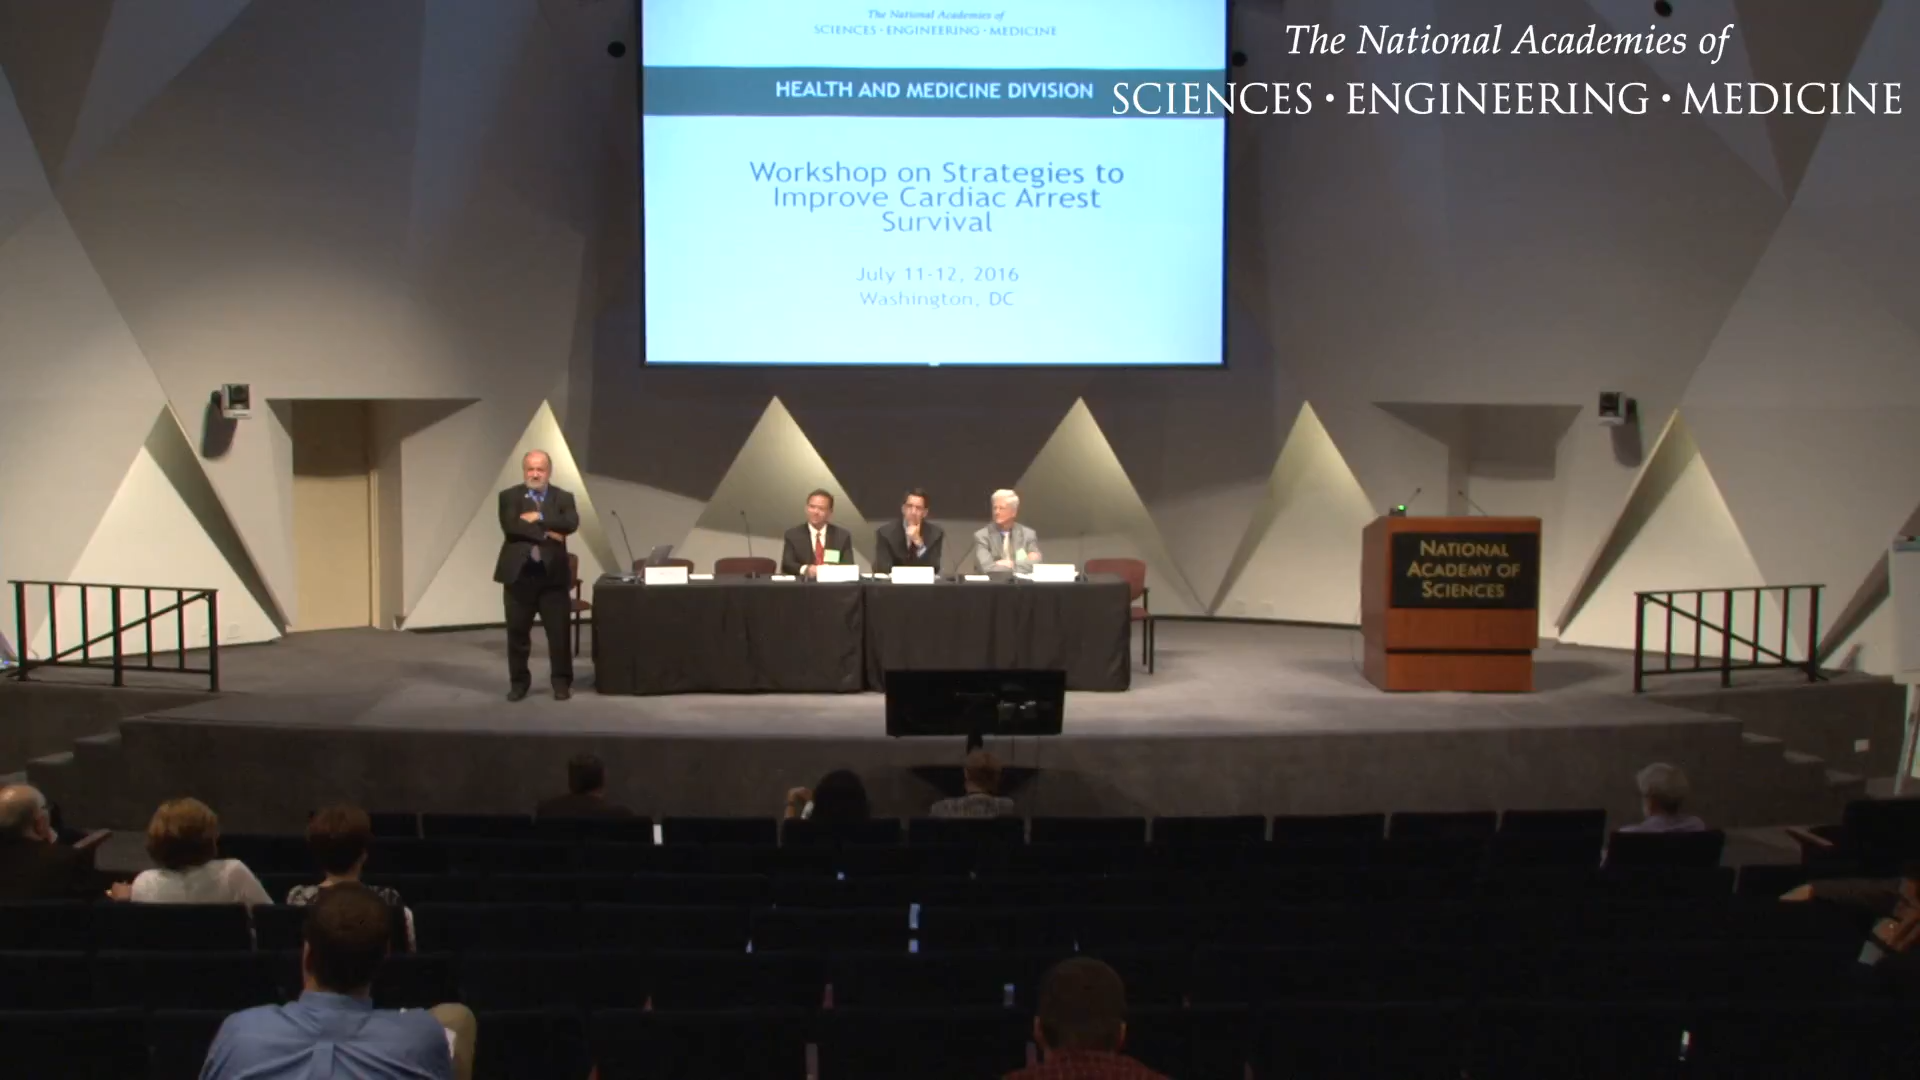 The National Academies of
SCIENCES · ENGINEERING · MEDICINE
HEALTH AND MEDICINE DIVISION
Workshop on Strategies to
Improve Cardiac Arrest
Survival
July 11-12, 2016
Washington, DC
The National Academies of
SCIENCES · ENGINEERING · MEDICINE
NATIONAL
ACADEMY OF
SCIENCES